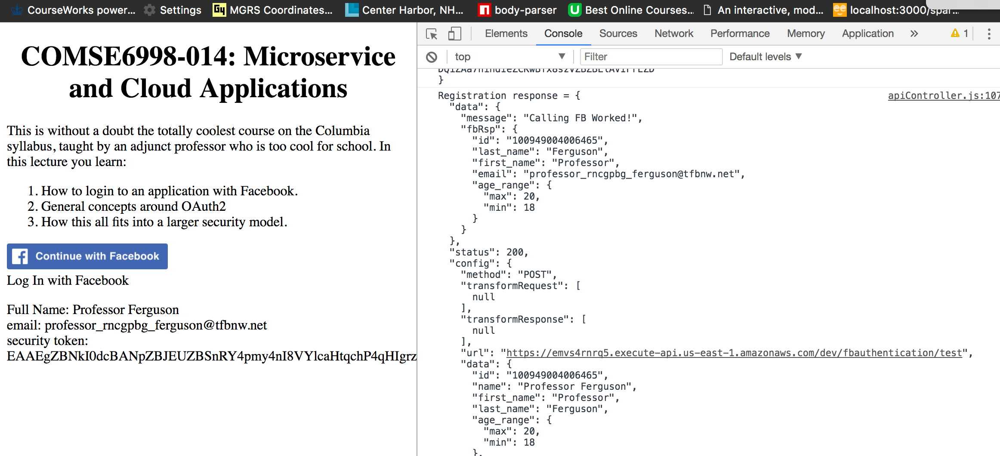 CourseWorks power... Settings MGRS Coordinates... Center Harbor, NH... body-parser Best Online Courses... An interactive, mod... localhost:3000/spar...
COMSE6998-014: Microservice
and Cloud Applications
This is without a doubt the totally coolest course on the Columbia
syllabus, taught by an adjunct professor who is too cool for school. In
this lecture you learn:
1. How to login to an application with Facebook.
2. General concepts around OAuth2
3. How this all fits into a larger security model.
Continue with Facebook
Log In with Facebook
Full Name: Professor Ferguson
email: professor_rncgpbg_ferguson@tfbnw.net
security token:
EAAEgZBNkI0dcBANpZBJEUZBSnRY4pmy4nI8VYlcaHtqchP4qHIgrz
Elements Console Sources Network Performance Memory Application » 1
top Filter Default levels
}
Registration response = { apiController.js:107
"data": {
"message": "Calling FB Worked!",
"fbRsp": {
"id": "100949004006465",
"last_name": "Ferguson",
"first_name": "Professor",
"email": "professor_rncgpbg_ferguson@tfbnw.net",
"age_range": {
"max": 20,
"min": 18
}
}
},
"status": 200,
"config": {
"method": "POST",
"transformRequest": [
null
],
"transformResponse": [
null
],
"url": "https://emvs4rnrq5.execute-api.us-east-1.amazonaws.com/dev/fbauthentication/test",
"data": {
"id": "100949004006465",
"name": "Professor Ferguson",
"first_name": "Professor",
"last_name": "Ferguson",
"age_range": {
"max": 20,
"min": 18
},